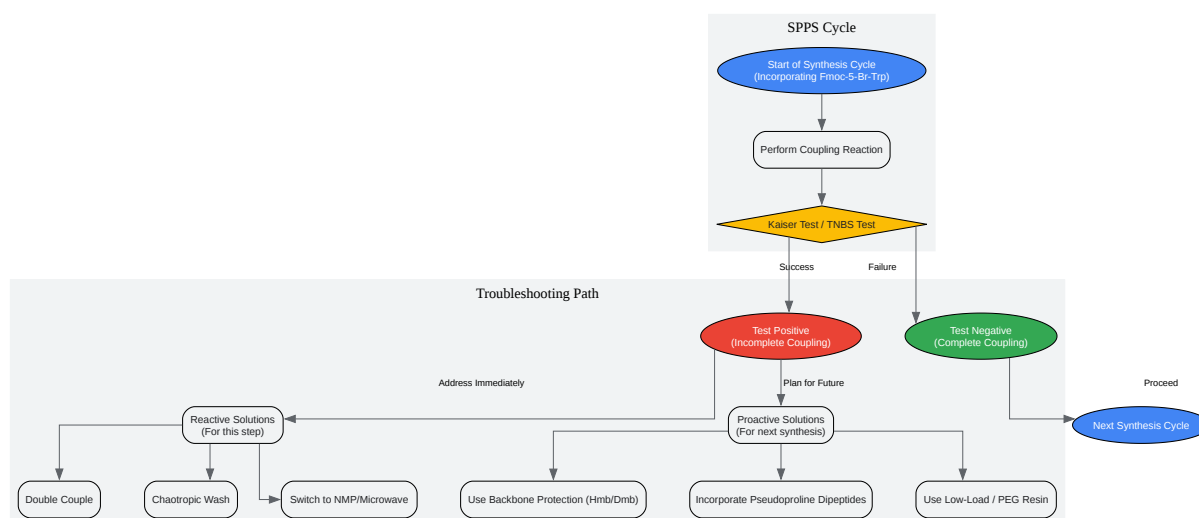 SPPS Cycle
Start of Synthesis Cycle
(Incorporating Fmoc-5-Br-Trp)
Perform Coupling Reaction
Kaiser Test / TNBS Test
Success
Failure
Troubleshooting Path
Test Positive
(Incomplete Coupling)
Test Negative
(Complete Coupling)
Address Immediately
Plan for Future
Proceed
Reactive Solutions
(For this step)
Proactive Solutions
(For next synthesis)
Next Synthesis Cycle
Double Couple
Chaotropic Wash
Switch to NMP/Microwave
Use Backbone Protection (Hmb/Dmb)
Incorporate Pseudoproline Dipeptides
Use Low-Load / PEG Resin